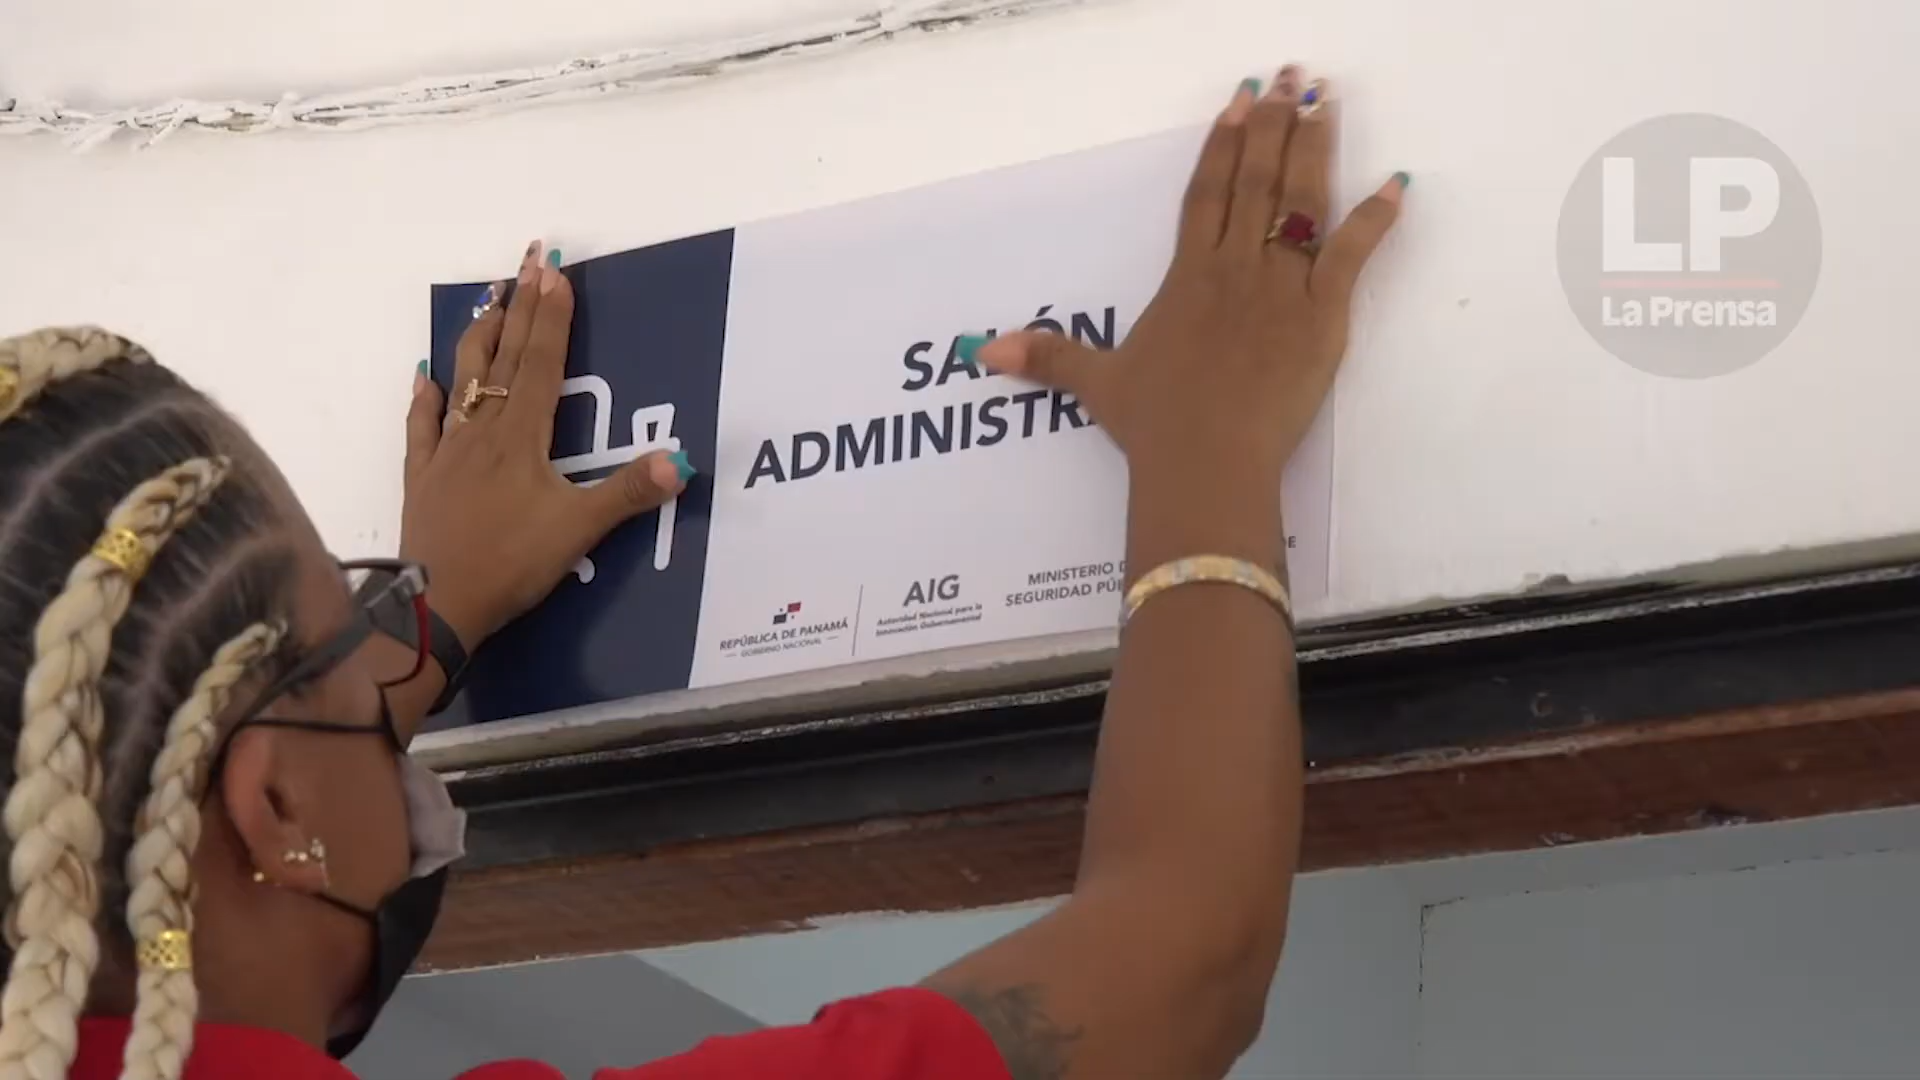 SALÓN
ADMINISTRA
REPÚBLICA DE PANAMÁ
— GOBIERNO NACIONAL —
AIG
Autoridad Nacional para la
Innovación Gubernamental
MINISTERIO D
SEGURIDAD PÚB
LP
La Prensa